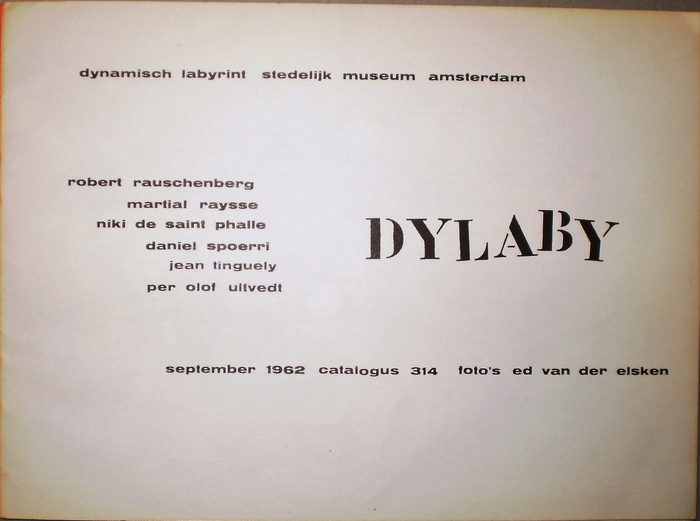 dynamisch labyrint stedelijk museum amsterdam
robert rauschenberg
martial raysse
niki de saint phalle
daniel spoerri
jean tinguely
per olof ultvedt
DYLABY
september 1962 catalogus 314 foto's ed van der elsken